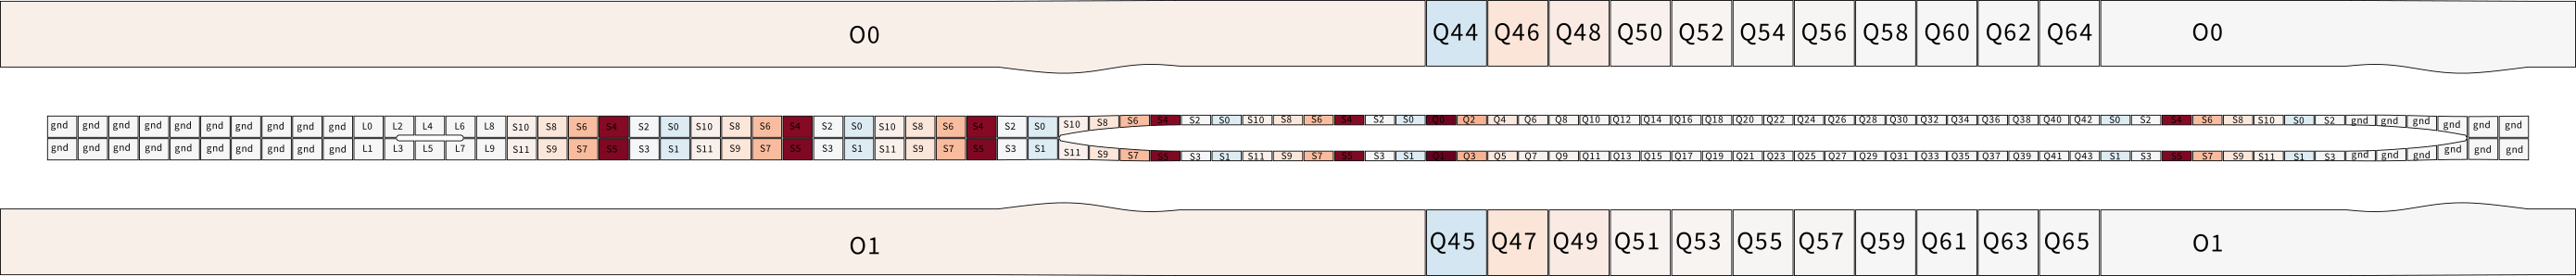 O0 Q44 Q46 Q48 Q50 Q52 Q54 Q56 Q58 Q60 Q62 Q64 O0
gnd gnd gnd gnd gnd gnd gnd gnd gnd gnd L0 L2 L4 L6 L8 S10 S8 S6 S4 S2 S0 S10 S8 S6 S4 S2 S0 S10 S8 S6 S4 S2 S0 S10 S8 S6 S4 S2 S0 S10 S8 S6 S4 S2 S0 Q0 Q2 Q4 Q6 Q8 Q10 Q12 Q14 Q16 Q18 Q20 Q22 Q24 Q26 Q28 Q30 Q32 Q34 Q36 Q38 Q40 Q42 S0 S2 S4 S6 S8 S10 S0 S2 gnd gnd gnd gnd gnd gnd
gnd gnd gnd gnd gnd gnd gnd gnd gnd gnd L1 L3 L5 L7 L9 S11 S9 S7 S5 S3 S1 S11 S9 S7 S5 S3 S1 S11 S9 S7 S5 S3 S1 S11 S9 S7 S5 S3 S1 S11 S9 S7 S5 S3 S1 Q1 Q3 Q5 Q7 Q9 Q11 Q13 Q15 Q17 Q19 Q21 Q23 Q25 Q27 Q29 Q31 Q33 Q35 Q37 Q39 Q41 Q43 S1 S3 S5 S7 S9 S11 S1 S3 gnd gnd gnd gnd gnd gnd
O1 Q45 Q47 Q49 Q51 Q53 Q55 Q57 Q59 Q61 Q63 Q65 O1